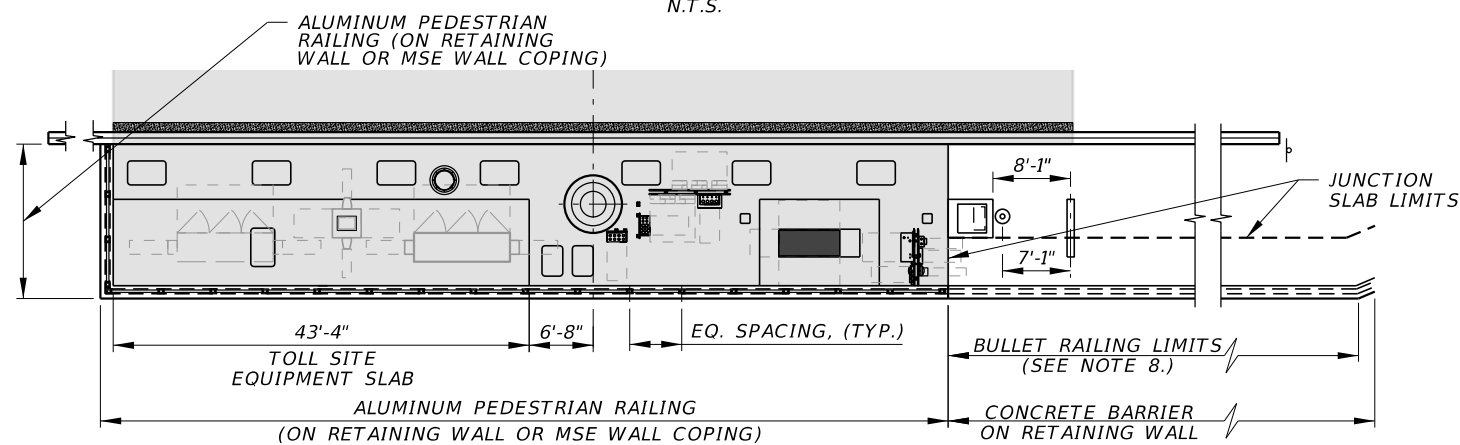 N.T.S.
ALUMINUM PEDESTRIAN
RAILING (ON RETAINING
WALL OR MSE WALL COPING)
8'-1"
JUNCTION
SLAB LIMITS
7'-1"
43'-4"
6'-8"
EQ. SPACING, (TYP.)
TOLL SITE
EQUIPMENT SLAB
BULLET RAILING LIMITS
(SEE NOTE 8.)
ALUMINUM PEDESTRIAN RAILING
(ON RETAINING WALL OR MSE WALL COPING)
CONCRETE BARRIER
ON RETAINING WALL